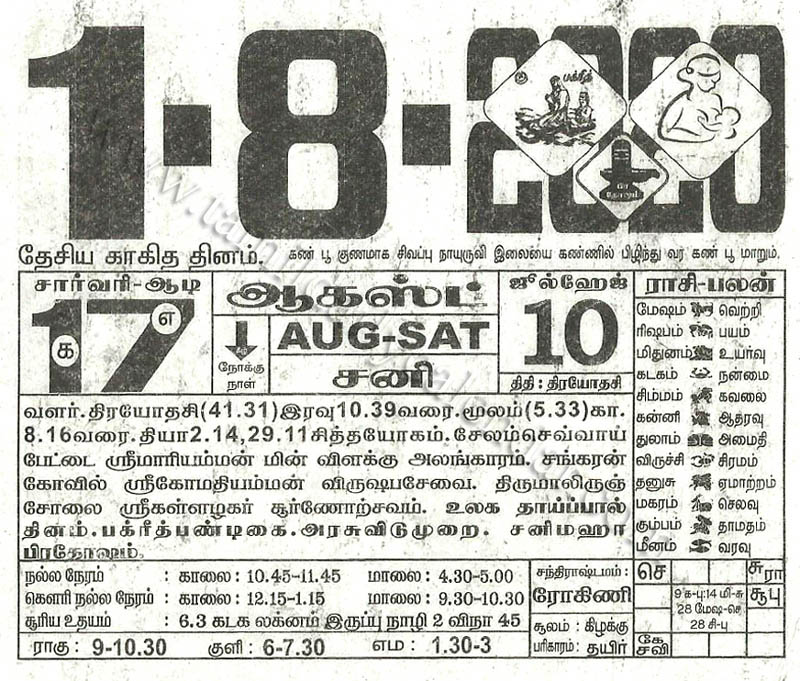 1-8-2020
பக்ரீத்
பிரதோஷம்
www.tamildailycalendar.com
தேசிய காகித தினம். கண் பூ குணமாக சிவப்பு நாயுருவி இலையை கண்ணில் பிழிந்து வர கண் பூ மாறும்.
சார்வரி-ஆடி
17
க எ
ஆகஸ்ட்
AUG-SAT
சனி
நோக்கு
நாள்
ஜூல்ஹேஜ்
10
திதி : திரயோதசி
வளர்.திரயோதசி(41.31)இரவு10.39வரை.மூலம்(5.33)கா.
8.16வரை.தியா2.14,29.11சித்தயோகம்.சேலம்செவ்வாய்
பேட்டை ஸ்ரீமாரியம்மன் மின் விளக்கு அலங்காரம். சங்கரன்
கோவில் ஸ்ரீகோமதியம்மன் விருஷபசேவை. திருமாலிருஞ்
சோலை ஸ்ரீகள்ளழகர் சூர்ணோற்சவம். உலக தாய்ப்பால்
தினம்.பக்ரீத்பண்டிகை.அரசுவிடுமுறை. சனிமஹா
பிரதோஷம்.
ராசி-பலன்
மேஷம் வெற்றி
ரிஷபம் பயம்
மிதுனம் உயர்வு
கடகம் நன்மை
சிம்மம் கவலை
கன்னி ஆதரவு
துலாம் அமைதி
விருச்சி சிரமம்
தனுசு ஏமாற்றம்
மகரம் செலவு
கும்பம் தாமதம்
மீனம் வரவு
நல்ல நேரம் : காலை : 10.45-11.45 மாலை : 4.30-5.00
கௌரி நல்ல நேரம் : காலை : 12.15-1.15 மாலை : 9.30-10.30
சூரிய உதயம் : 6.3 கடக லக்னம் இருப்பு நாழி 2 விநா 45
ராகு : 9-10.30 குளி : 6-7.30 எம : 1.30-3
சந்திராஷ்டமம் :
ரோகிணி
சூலம் : கிழக்கு
பரிகாரம் : தயிர்
செ சுரா
9 க-பு:14 மி-சு சூபு
28 மேஷ-செ
28 சி-பு
கே
சவி